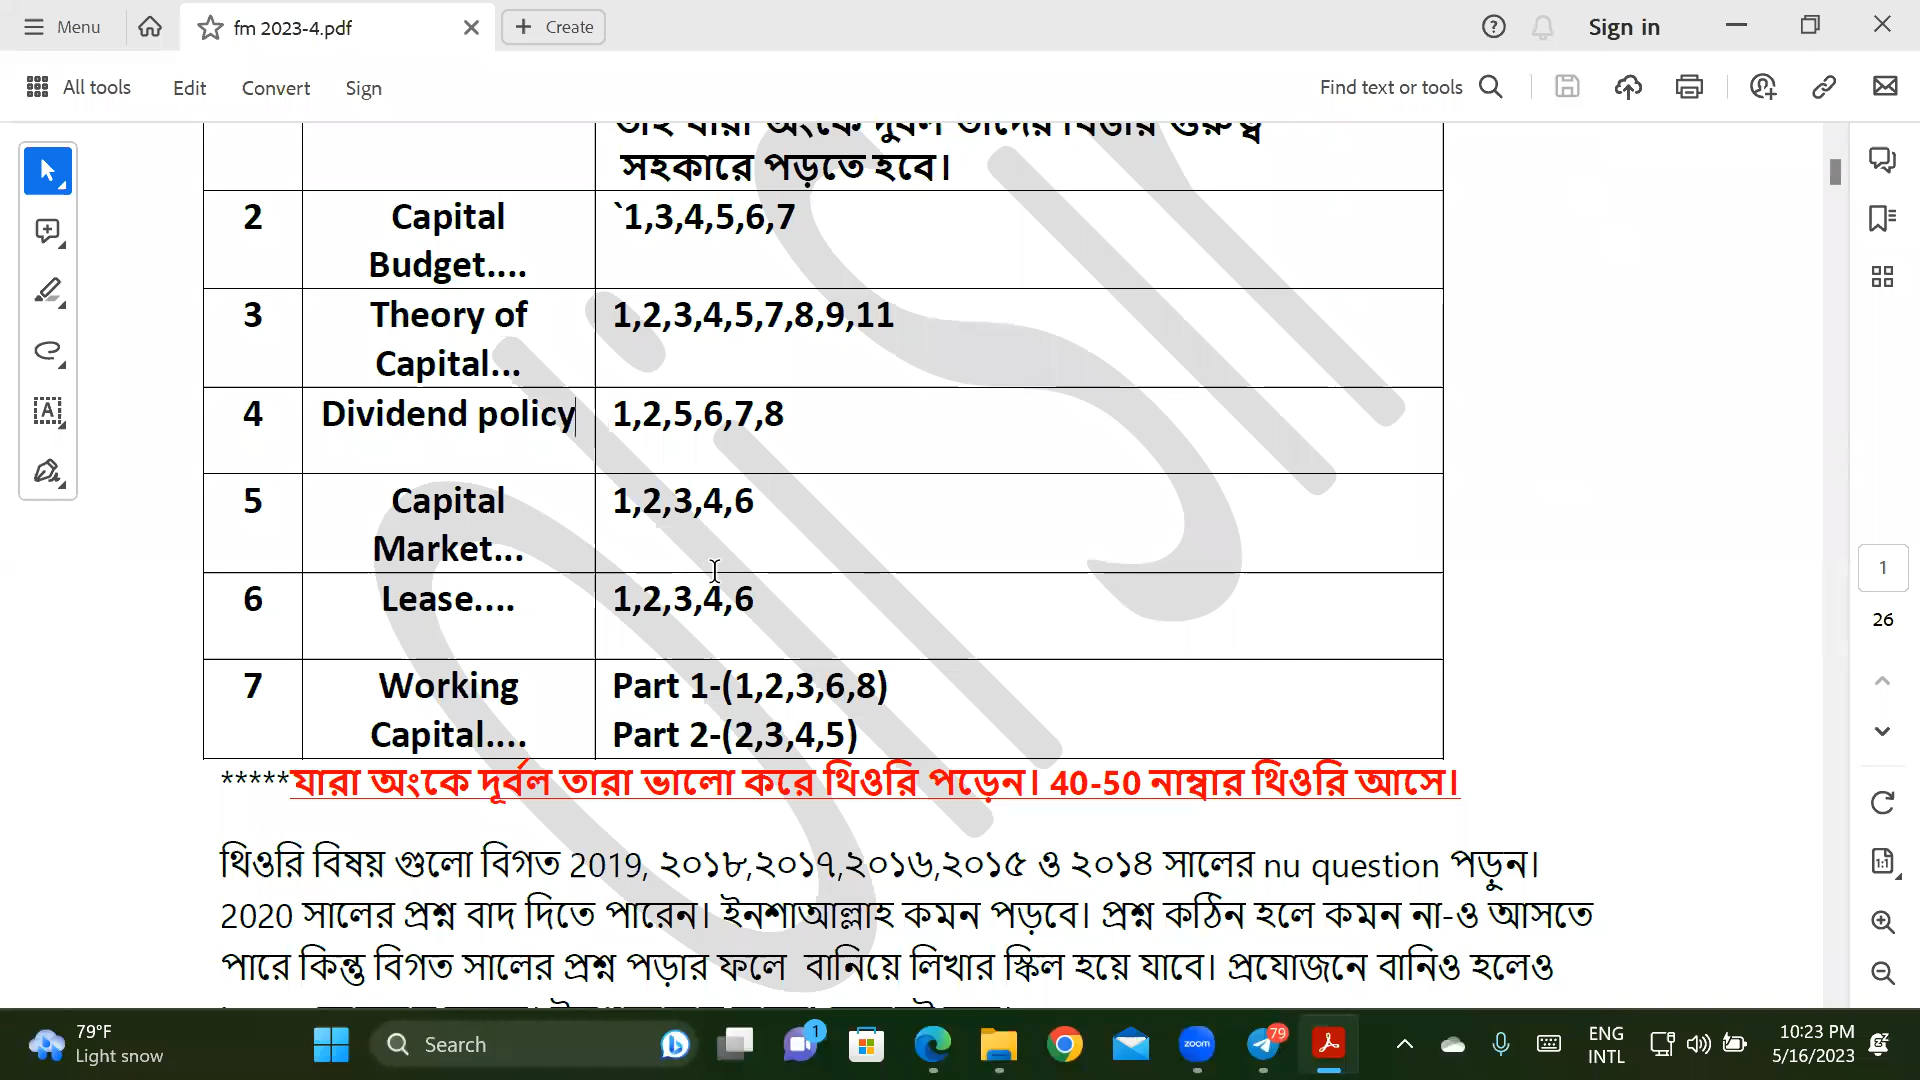 Menu
fm 2023-4.pdf
Create
Sign in
All tools
Edit
Convert
Sign
Find text or tools
তাই যারা অংকে দুর্বল তাদের থিওরি গুরুত্ব
সহকারে পড়তে হবে।
2 Capital `1,3,4,5,6,7
Budget....
3 Theory of 1,2,3,4,5,7,8,9,11
Capital...
4 Dividend policy 1,2,5,6,7,8
5 Capital 1,2,3,4,6
Market...
6 Lease.... 1,2,3,4,6
7 Working Part 1-(1,2,3,6,8)
Capital.... Part 2-(2,3,4,5)
*****যারা অংকে দূর্বল তারা ভালো করে থিওরি পড়েন। 40-50 নাম্বার থিওরি আসে।
থিওরি বিষয় গুলো বিগত 2019, ২০১৮,২০১৭,২০১৬,২০১৫ ও ২০১৪ সালের nu question পড়ুন।
2020 সালের প্রশ্ন বাদ দিতে পারেন। ইনশাআল্লাহ কমন পড়বে। প্রশ্ন কঠিন হলে কমন না-ও আসতে
পারে কিন্তু বিগত সালের প্রশ্ন পড়ার ফলে বানিয়ে লিখার স্কিল হয়ে যাবে। প্রযোজনে বানিও হলেও
1
26
1:1
79°F
Light snow
Search
1
zoom
79
ENG
INTL
10:23 PM
5/16/2023